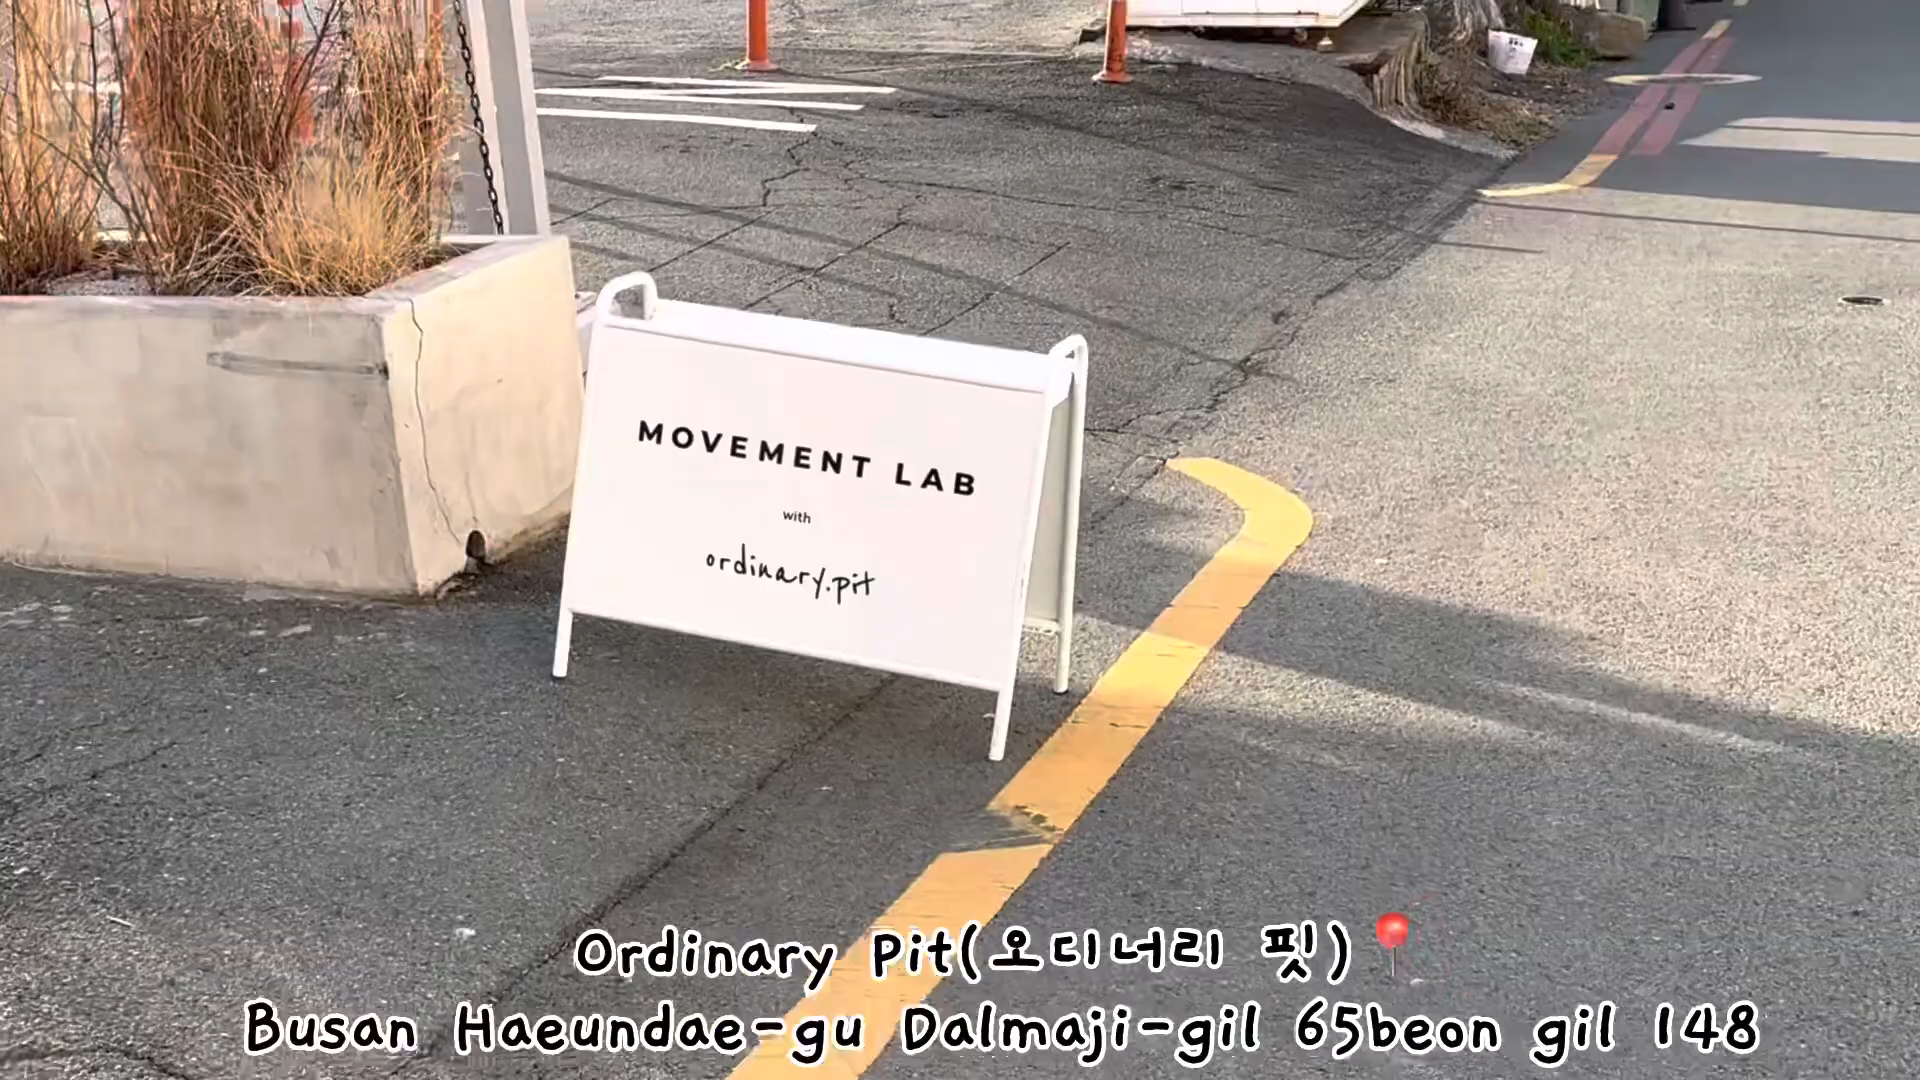 MOVEMENT LAB
with
ordinary.pit
Ordinary Pit(오디너리 핏)📍
Busan Haeundae-gu Dalmaji-gil 65beon gil 148